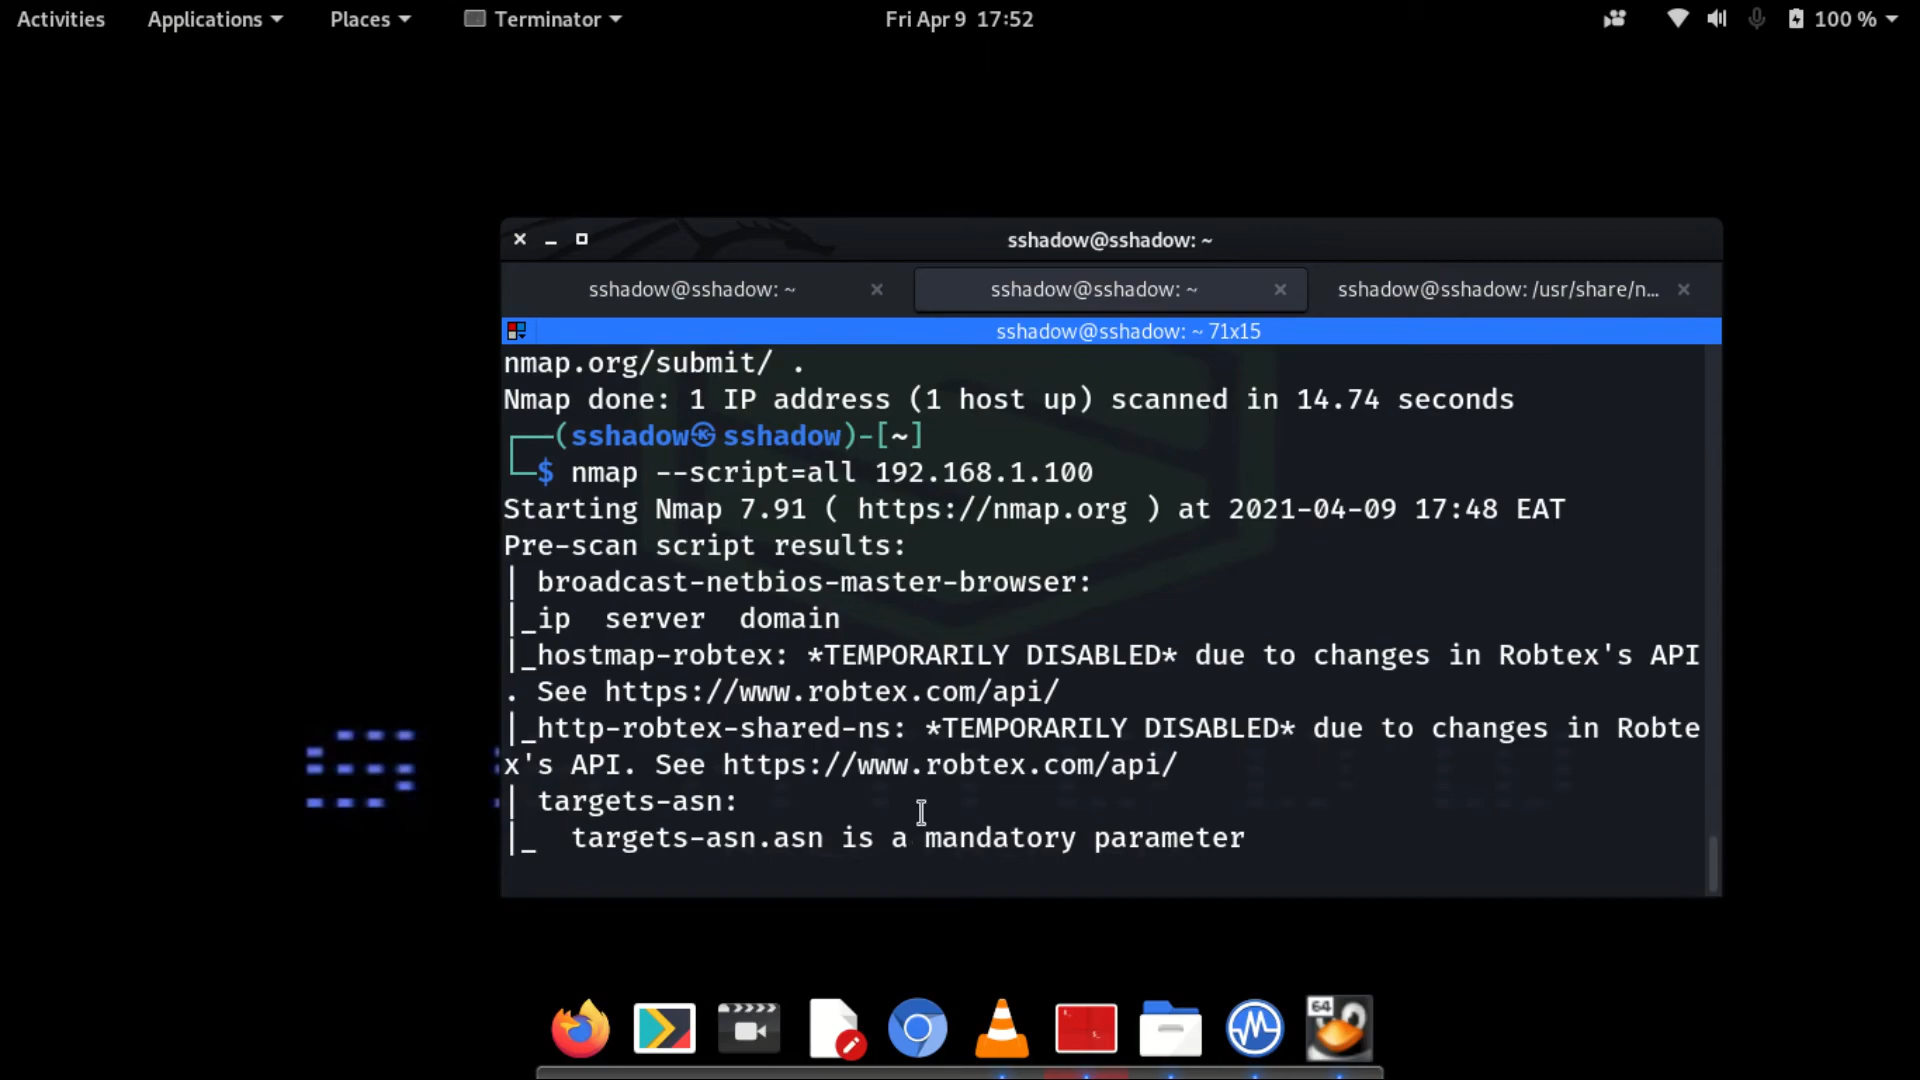 Activities Applications Places Terminator Fri Apr 9 17:52 100 %
sshadow@sshadow: ~
sshadow@sshadow: ~ sshadow@sshadow: ~ sshadow@sshadow: /usr/share/n...
sshadow@sshadow: ~ 71x15
nmap.org/submit/ .
Nmap done: 1 IP address (1 host up) scanned in 14.74 seconds
┌──(sshadow㉿sshadow)-[~]
└─$ nmap --script=all 192.168.1.100
Starting Nmap 7.91 ( https://nmap.org ) at 2021-04-09 17:48 EAT
Pre-scan script results:
| broadcast-netbios-master-browser:
|_ip  server  domain
|_hostmap-robtex: *TEMPORARILY DISABLED* due to changes in Robtex's API
. See https://www.robtex.com/api/
|_http-robtex-shared-ns: *TEMPORARILY DISABLED* due to changes in Robte
x's API. See https://www.robtex.com/api/
| targets-asn:
|_  targets-asn.asn is a mandatory parameter
64